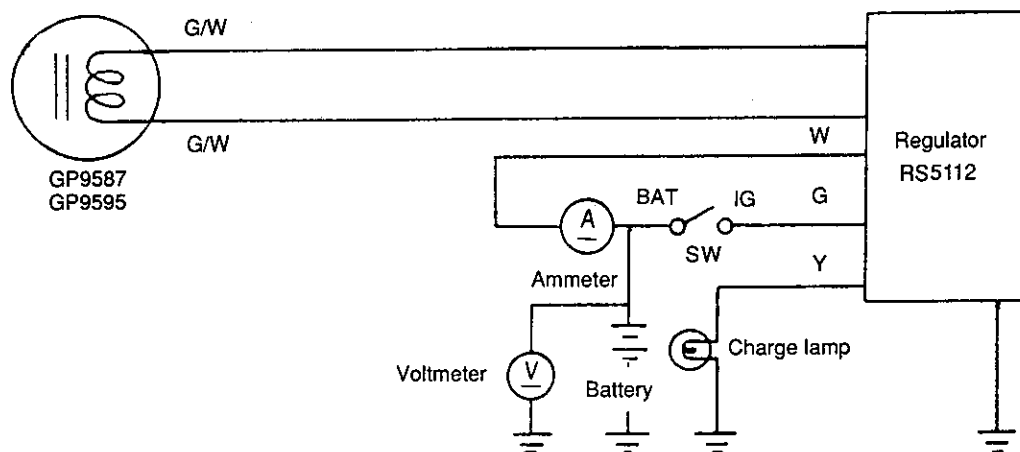 G/W
G/W
GP9587
GP9595
W
Regulator
RS5112
BAT
IG
G
A
SW
Ammeter
Y
Charge lamp
Voltmeter
V
Battery